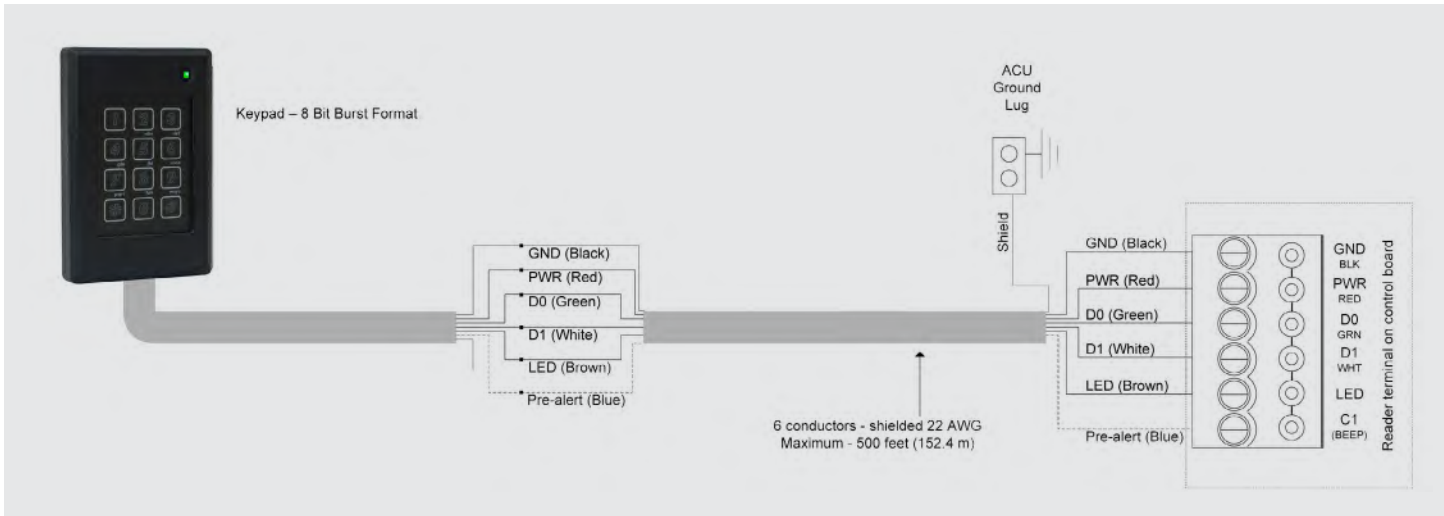 Keypad – 8 Bit Burst Format
GND (Black)
PWR (Red)
D0 (Green)
D1 (White)
LED (Brown)
Pre-alert (Blue)
6 conductors - shielded 22 AWG
Maximum - 500 feet (152.4 m)
ACU
Ground
Lug
Shield
GND (Black)
PWR (Red)
D0 (Green)
D1 (White)
LED (Brown)
Pre-alert (Blue)
GND
BLK
PWR
RED
D0
GRN
D1
WHT
LED
C1
(BEEP)
Reader terminal on control board